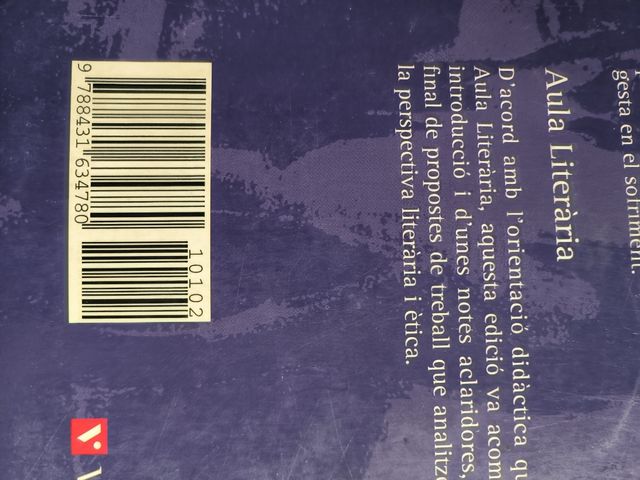 gesta en el sofriment.
Aula Literària
D'acord amb l'orientació didàctica qu
Aula Literària, aquesta edició va acom
introducció i d'unes notes aclaridores,
final de propostes de treball que analitz
la perspectiva literària i ètica.
9 788431 634780
10102
V